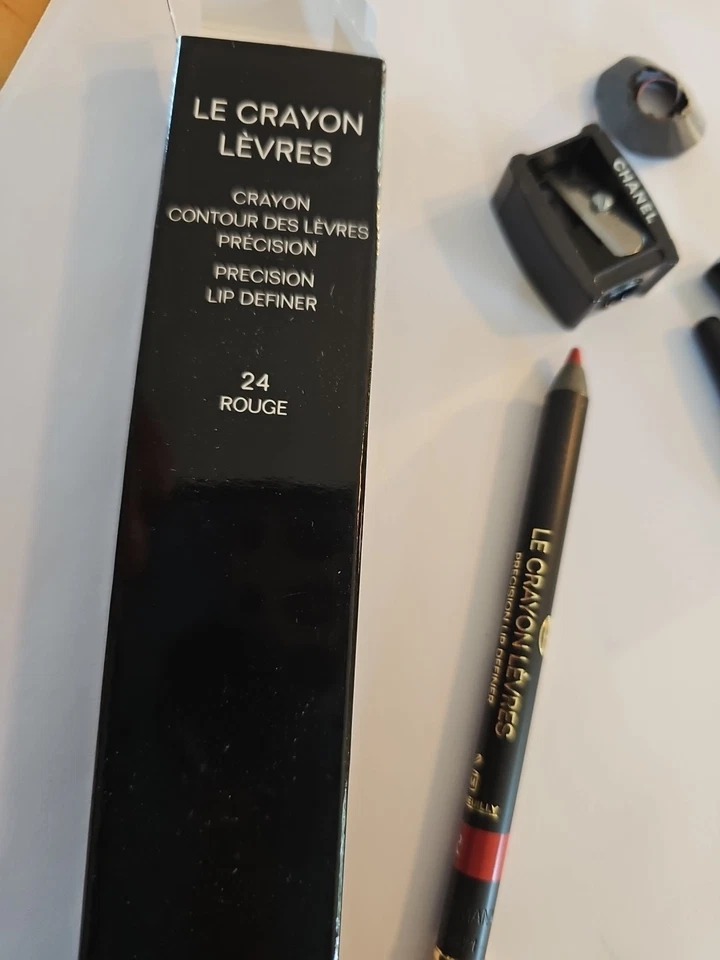 LE CRAYON
LÈVRES
CRAYON
CONTOUR DES LÈVRES
PRÉCISION
PRECISION
LIP DEFINER
24
ROUGE
CHANEL
LE CRAYON LÈVRES
PRECISION LIP DEFINER